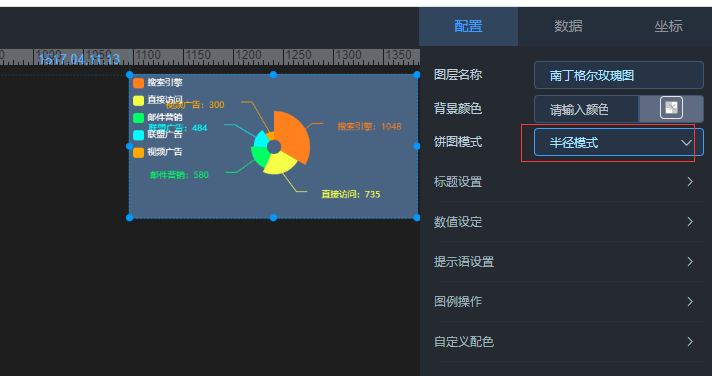 配置 数据 坐标
1000 1050 1100 1150 1200 1250 1300 1350
1617.04,11.13
图层名称 南丁格尔玫瑰图
背景颜色 请输入颜色
饼图模式 半径模式
标题设置
数值设定
提示语设置
图例操作
自定义配色
搜索引擎
直接访问
邮件营销
联盟广告
视频广告
视频广告：300
联盟广告：484
邮件营销：580
搜索引擎：1048
直接访问：735